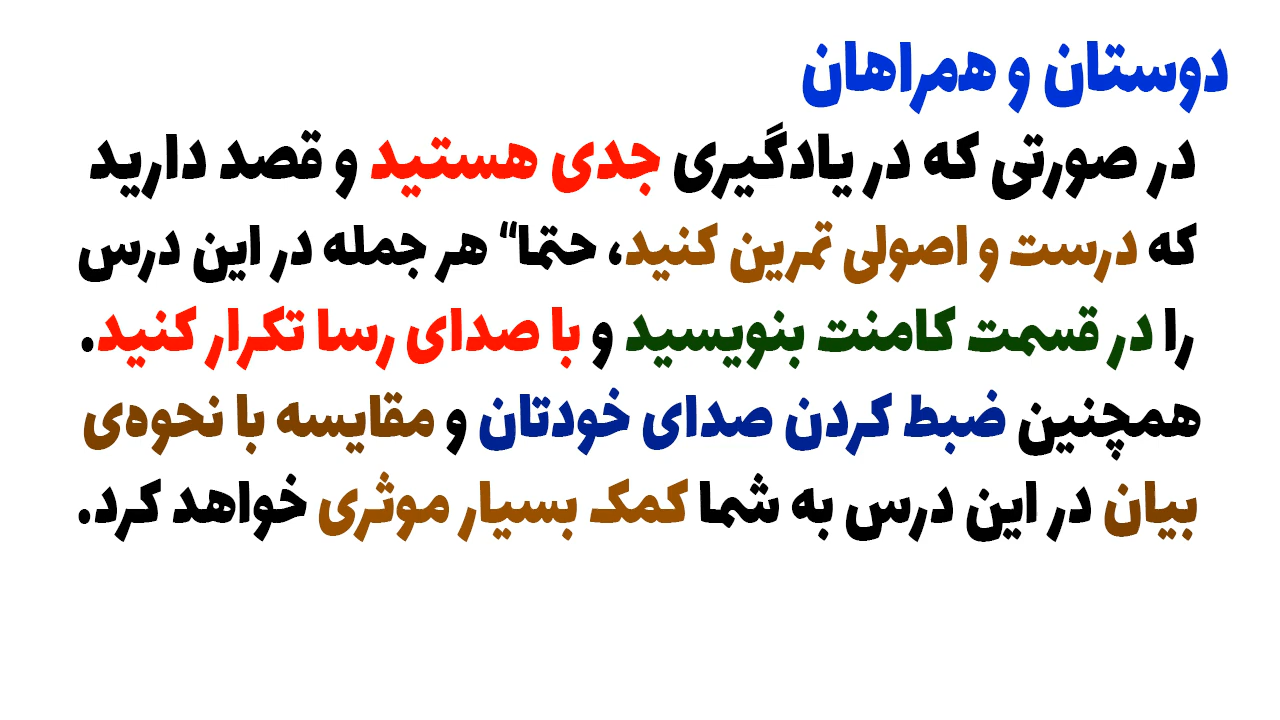 دوستان و همراهان
در صورتی که در یادگیری جدی هستید و قصد دارید
که درست و اصولی تمرین کنید، حتما“ هر جمله در این درس
را در قسمت کامنت بنویسید و با صدای رسا تکرار کنید.
همچنین ضبط کردن صدای خودتان و مقایسه با نحوه‌ی
بیان در این درس به شما کمک بسیار موثری خواهد کرد.